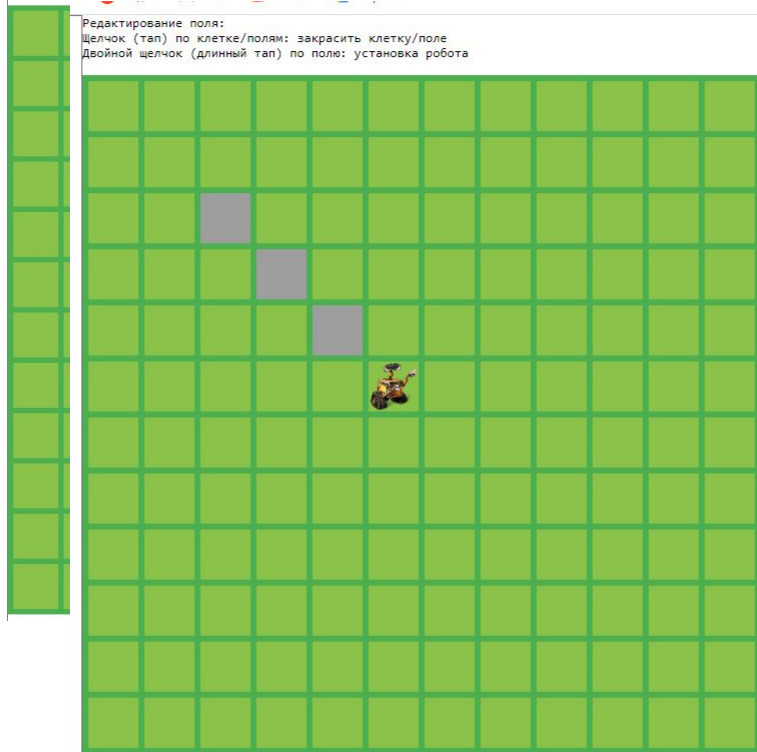 Редактирование поля:
Щелчок (тап) по клетке/полям: закрасить клетку/поле
Двойной щелчок (длинный тап) по полю: установка робота